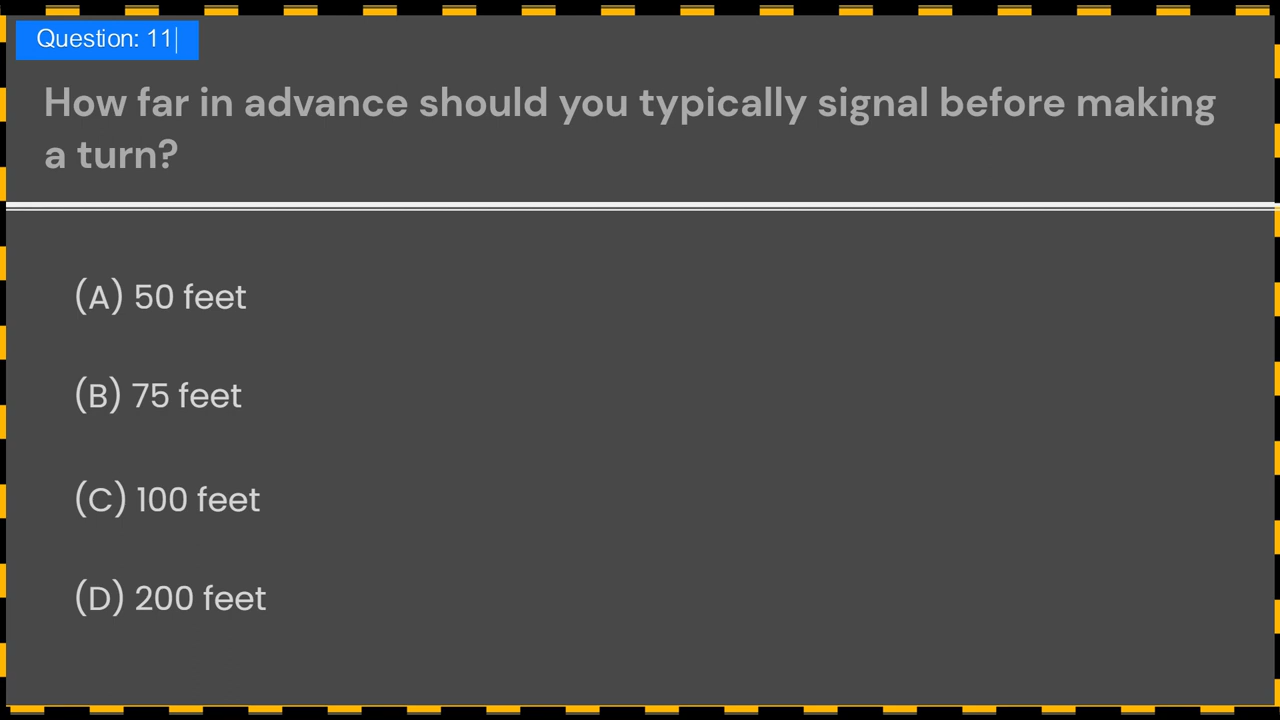 Question: 11
How far in advance should you typically signal before making
a turn?
(A) 50 feet
(B) 75 feet
(C) 100 feet
(D) 200 feet